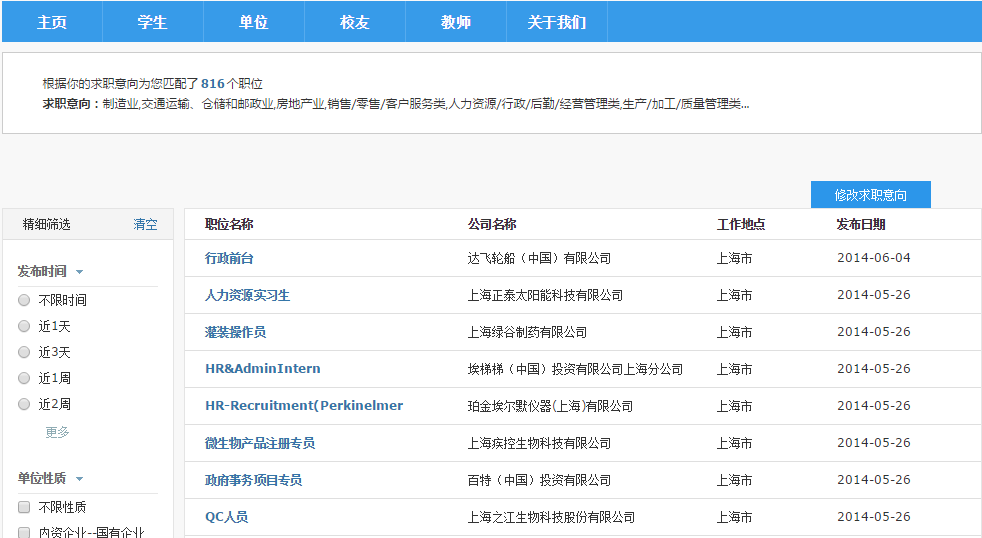 主页 学生 单位 校友 教师 关于我们
根据你的求职意向为您匹配了816个职位
求职意向：制造业,交通运输、仓储和邮政业,房地产业,销售/零售/客户服务类,人力资源/行政/后勤/经营管理类,生产/加工/质量管理类...
修改求职意向
精细筛选 清空
发布时间
不限时间
近1天
近3天
近1周
近2周
更多
单位性质
不限性质
内资企业--国有企业
职位名称 公司名称 工作地点 发布日期
行政前台 达飞轮船（中国）有限公司 上海市 2014-06-04
人力资源实习生 上海正泰太阳能科技有限公司 上海市 2014-05-26
灌装操作员 上海绿谷制药有限公司 上海市 2014-05-26
HR&AdminIntern 埃梯梯（中国）投资有限公司上海分公司 上海市 2014-05-26
HR-Recruitment(Perkinelmer 珀金埃尔默仪器(上海)有限公司 上海市 2014-05-26
微生物产品注册专员 上海疾控生物科技有限公司 上海市 2014-05-26
政府事务项目专员 百特（中国）投资有限公司 上海市 2014-05-26
QC人员 上海之江生物科技股份有限公司 上海市 2014-05-26